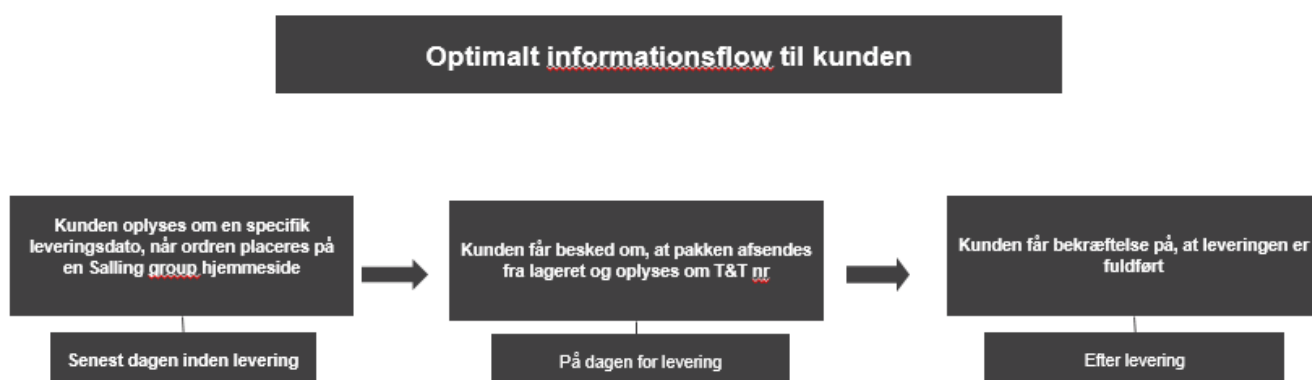 Optimalt informationsflow til kunden
Kunden oplyses om en specifik
leveringsdato, når ordren placeres på
en Salling group hjemmeside
Senest dagen inden levering
Kunden får besked om, at pakken afsendes
fra lageret og oplyses om T&T nr
På dagen for levering
Kunden får bekræftelse på, at leveringen er
fuldført
Efter levering